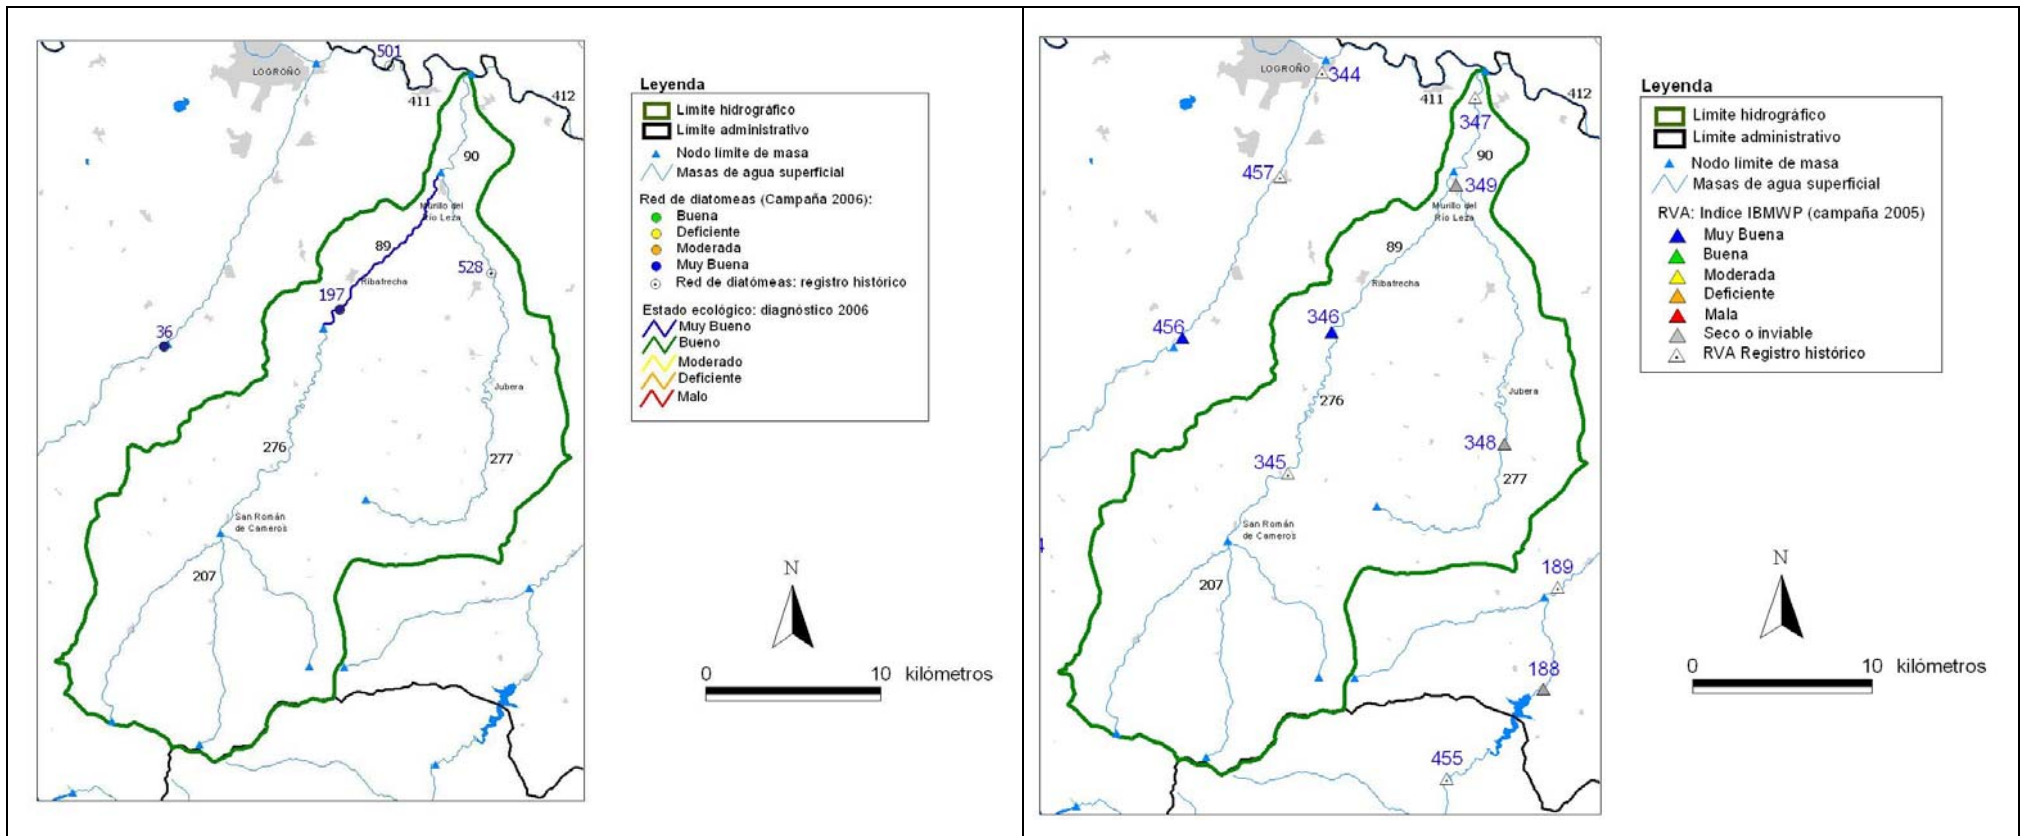 501
LOGROÑO
411
412
90
Murillo del
Río Leza
89
528
Ribafrecha
197
36
Jubera
276
277
San Román
de Cameros
207
Leyenda
Límite hidrográfico
Límite administrativo
Nodo límite de masa
Masas de agua superficial
Red de diatomeas (Campaña 2006):
Buena
Deficiente
Moderada
Muy Buena
Red de diatómeas: registro histórico
Estado ecológico: diagnóstico 2006
Muy Bueno
Bueno
Moderado
Deficiente
Malo
N
0 10 kilómetros
LOGROÑO
344
411
412
347
90
457
349
Murillo del
Río Leza
89
Ribafrecha
346
456
276
Jubera
348
345
277
San Román
de Cameros
207
189
188
455
Leyenda
Límite hidrográfico
Límite administrativo
Nodo límite de masa
Masas de agua superficial
RVA: Indice IBMWP (campaña 2005)
Muy Buena
Buena
Moderada
Deficiente
Mala
Seco o inviable
RVA Registro histórico
N
0 10 kilómetros